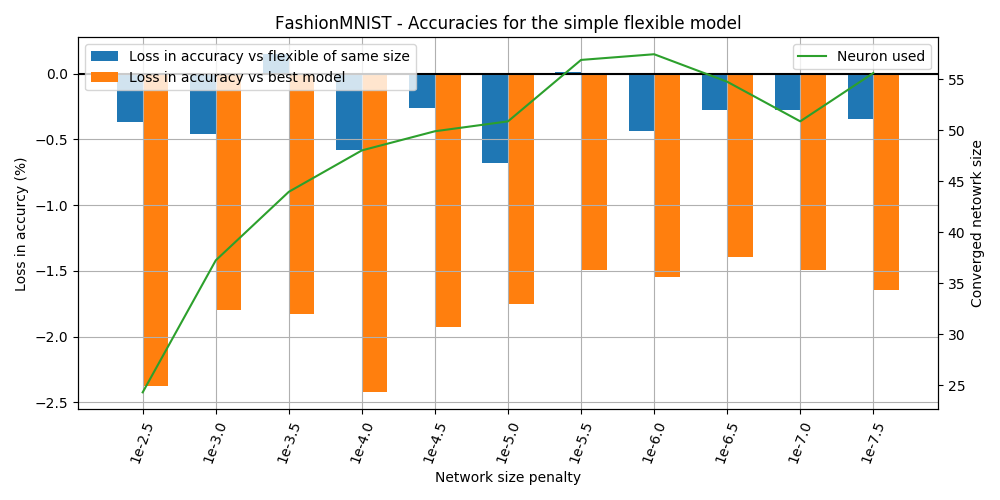 FashionMNIST - Accuracies for the simple flexible model
Loss in accuracy vs flexible of same size
Loss in accuracy vs best model
Neuron used
Loss in accurcy (%)
0.0
−0.5
−1.0
−1.5
−2.0
−2.5
55
50
45
40
35
30
25
Converged netowrk size
1e-2.5
1e-3.0
1e-3.5
1e-4.0
1e-4.5
1e-5.0
1e-5.5
1e-6.0
1e-6.5
1e-7.0
1e-7.5
Network size penalty